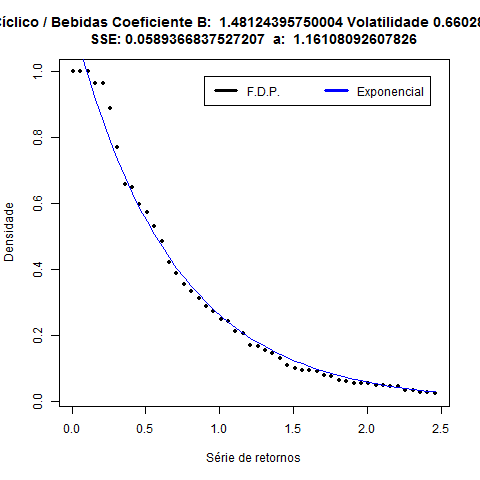 Cíclico / Bebidas Coeficiente B:  1.48124395750004 Volatilidade 0.66028
SSE: 0.0589366837527207  a:  1.16108092607826
F.D.P.
Exponencial
Densidade
1.0
0.8
0.6
0.4
0.2
0.0
0.0 0.5 1.0 1.5 2.0 2.5
Série de retornos